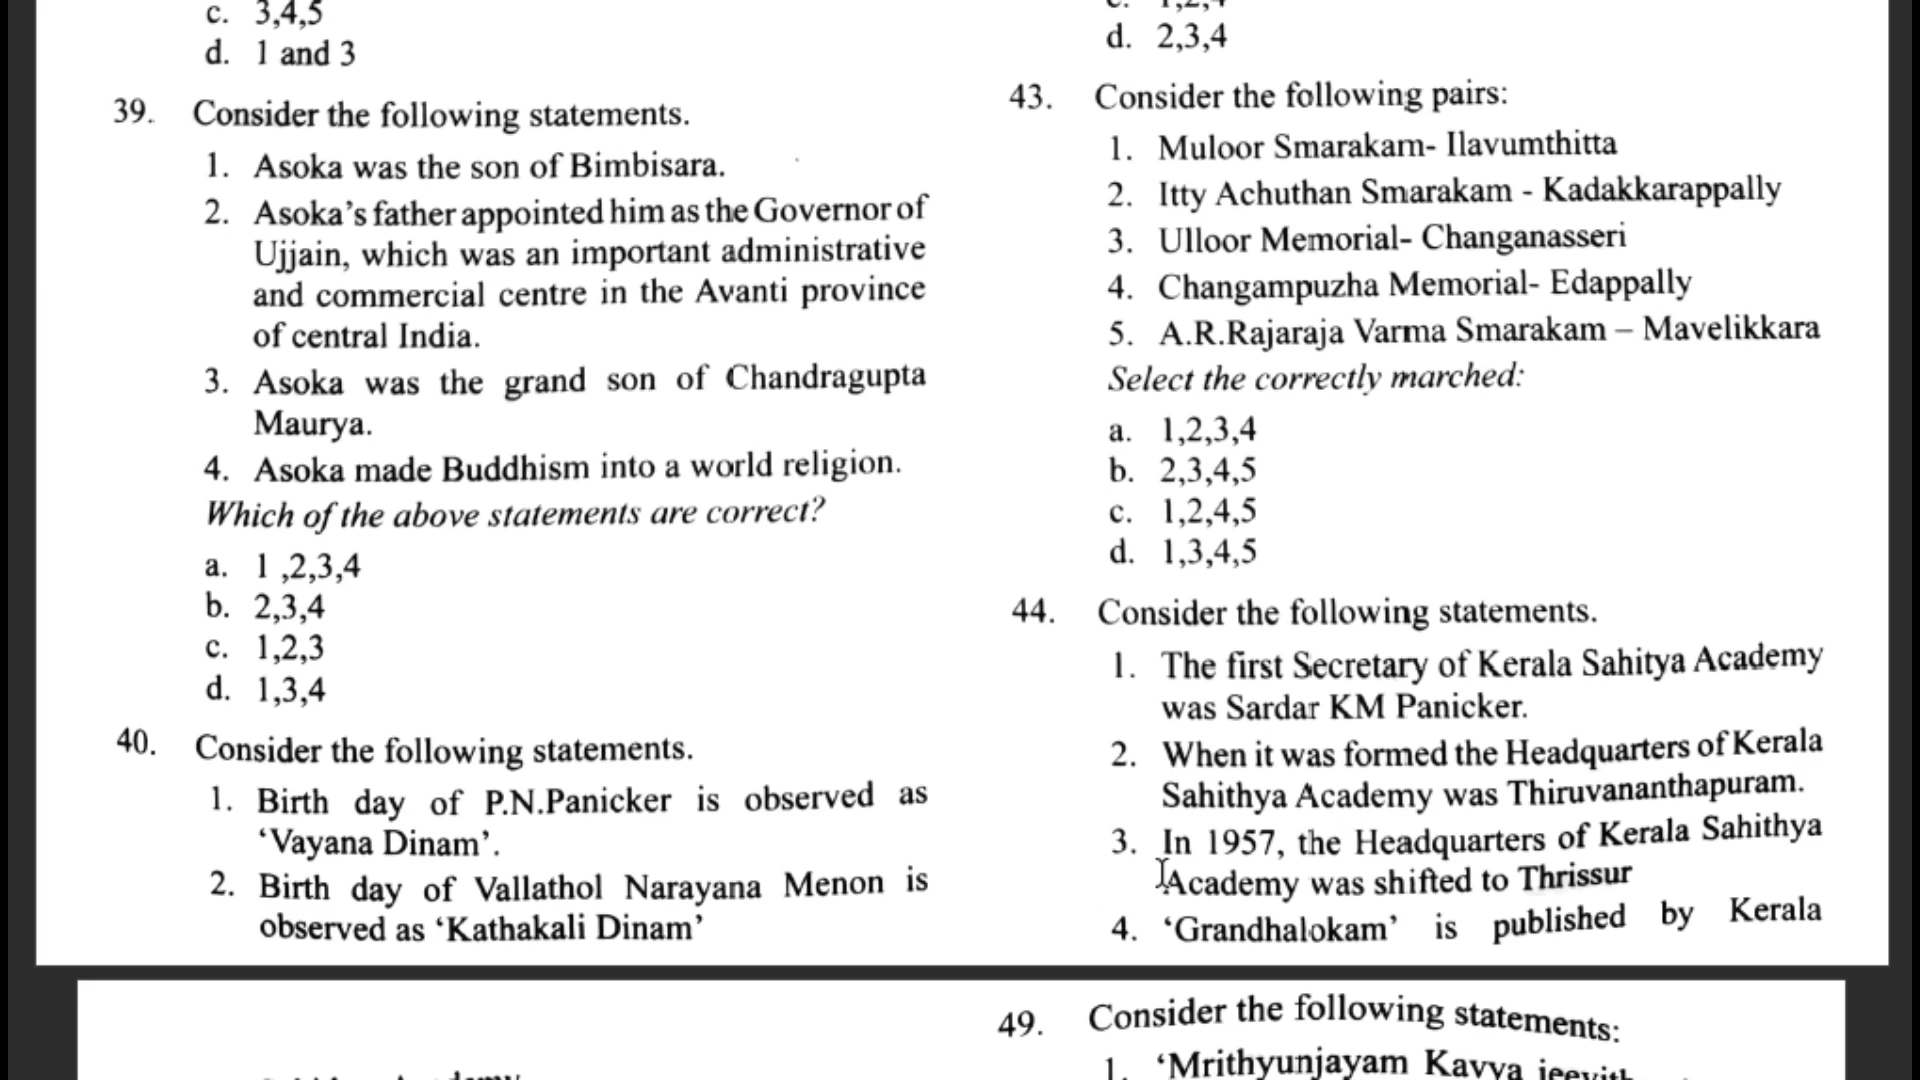 c. 3,4,5
d. 1 and 3
39. Consider the following statements.
1. Asoka was the son of Bimbisara.
2. Asoka's father appointed him as the Governor of
Ujjain, which was an important administrative
and commercial centre in the Avanti province
of central India.
3. Asoka was the grand son of Chandragupta
Maurya.
4. Asoka made Buddhism into a world religion.
Which of the above statements are correct?
a. 1 ,2,3,4
b. 2,3,4
c. 1,2,3
d. 1,3,4
40. Consider the following statements.
1. Birth day of P.N.Panicker is observed as
‘Vayana Dinam’.
2. Birth day of Vallathol Narayana Menon is
observed as ‘Kathakali Dinam’
d. 2,3,4
43. Consider the following pairs:
1. Muloor Smarakam- Ilavumthitta
2. Itty Achuthan Smarakam - Kadakkarappally
3. Ulloor Memorial- Changanasseri
4. Changampuzha Memorial- Edappally
5. A.R.Rajaraja Varma Smarakam – Mavelikkara
Select the correctly marched:
a. 1,2,3,4
b. 2,3,4,5
c. 1,2,4,5
d. 1,3,4,5
44. Consider the following statements.
1. The first Secretary of Kerala Sahitya Academy
was Sardar KM Panicker.
2. When it was formed the Headquarters of Kerala
Sahithya Academy was Thiruvananthapuram.
3. In 1957, the Headquarters of Kerala Sahithya
Academy was shifted to Thrissur
4. ‘Grandhalokam’ is published by Kerala
49. Consider the following statements:
1. ‘Mrithyunjayam Kavya